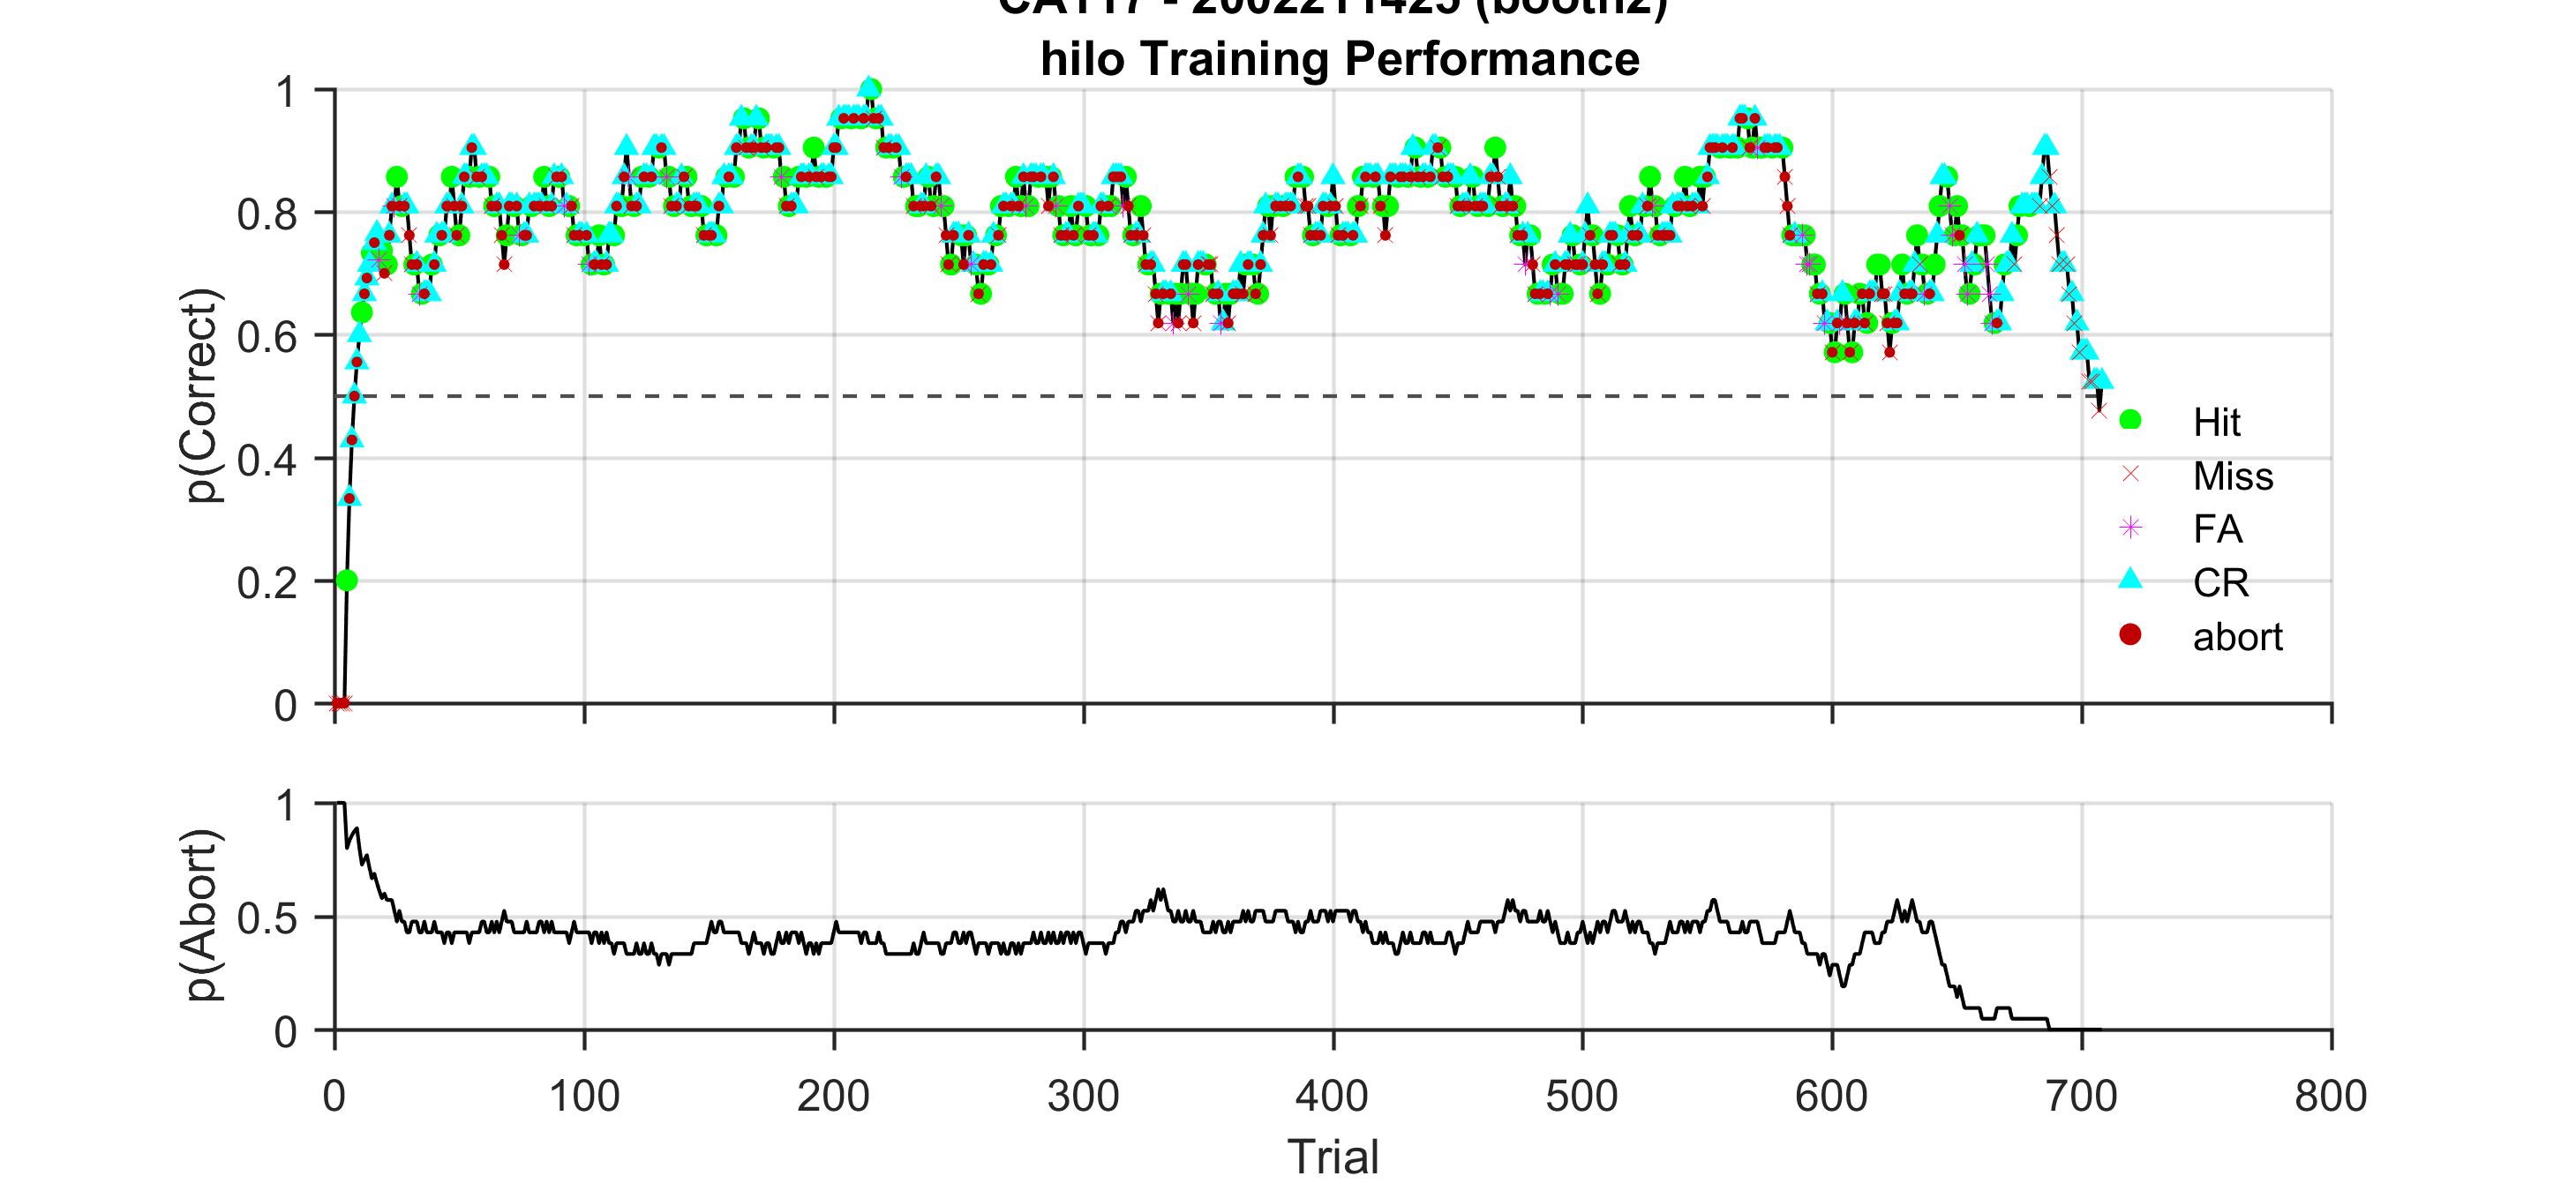 hilo Training Performance
p(Correct)
1
0.8
0.6
0.4
0.2
0
Hit
Miss
FA
CR
abort
p(Abort)
1
0.5
0
0 100 200 300 400 500 600 700 800
Trial